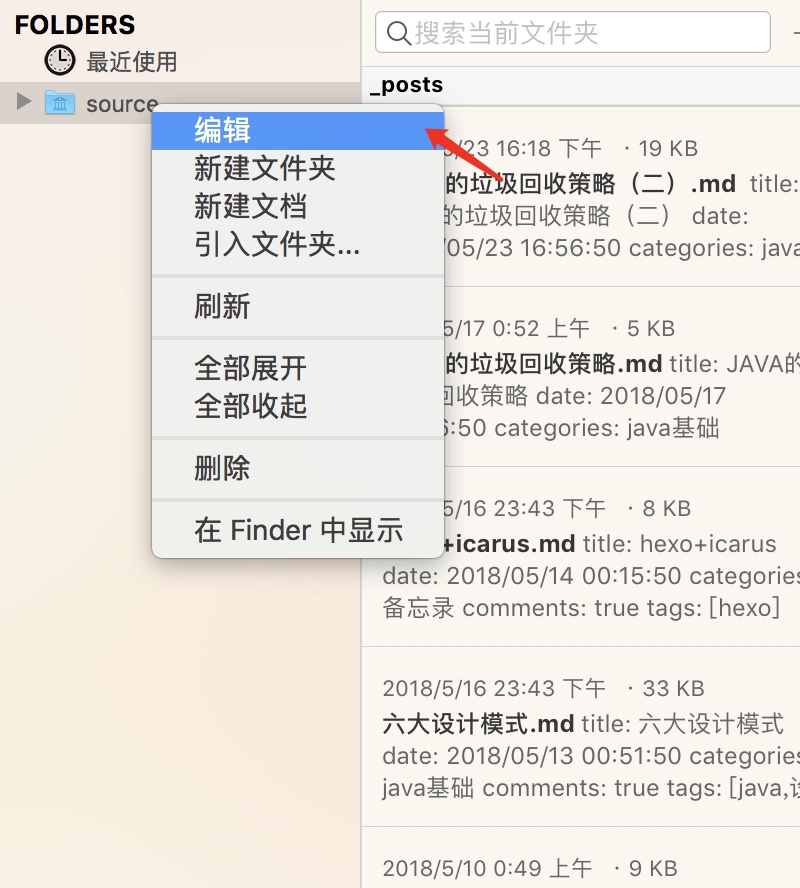 FOLDERS
最近使用
source
编辑
新建文件夹
新建文档
引入文件夹...
刷新
全部展开
全部收起
删除
在 Finder 中显示
搜索当前文件夹
_posts
/23 16:18 下午 · 19 KB
的垃圾回收策略（二）.md title:
的垃圾回收策略（二） date:
/05/23 16:56:50 categories: java
5/17 0:52 上午 · 5 KB
的垃圾回收策略.md title: JAVA的
回收策略 date: 2018/05/17
:50 categories: java基础
5/16 23:43 下午 · 8 KB
+icarus.md title: hexo+icarus
date: 2018/05/14 00:15:50 categories
备忘录 comments: true tags: [hexo]
2018/5/16 23:43 下午 · 33 KB
六大设计模式.md title: 六大设计模式
date: 2018/05/13 00:51:50 categories
java基础 comments: true tags: [java,设
2018/5/10 0:49 上午 · 9 KB